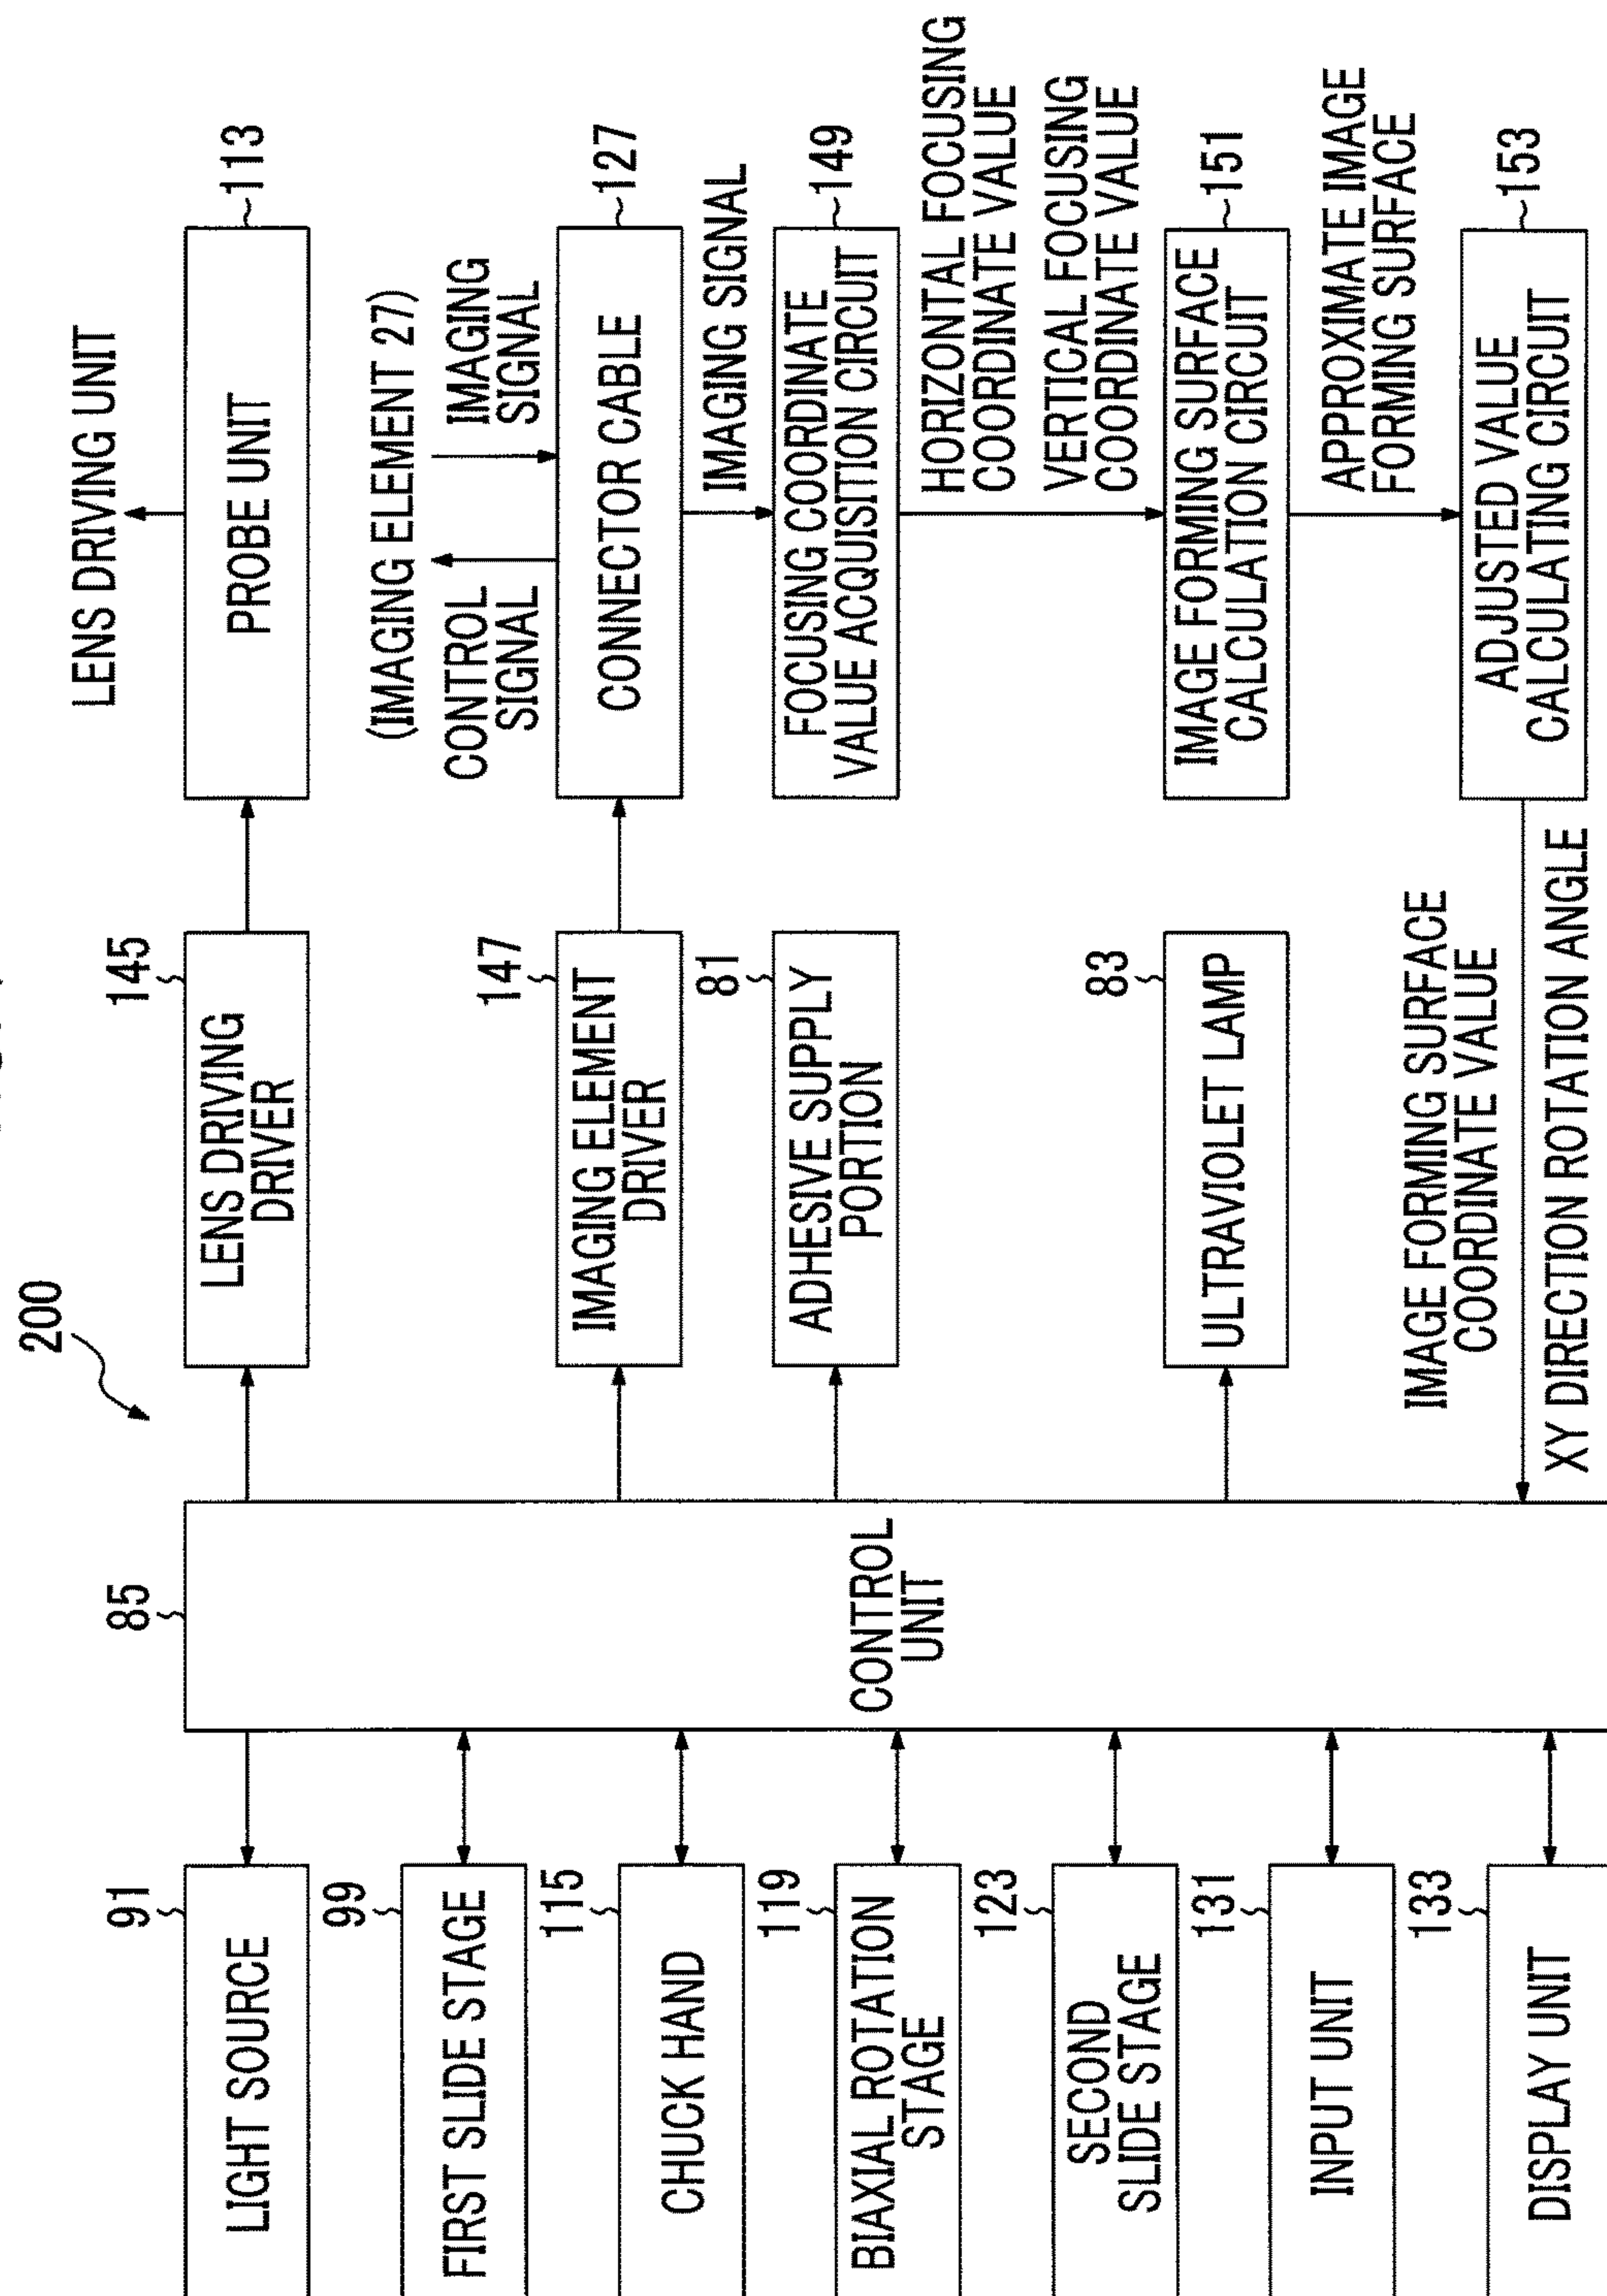 200
91
LIGHT SOURCE
99
FIRST SLIDE STAGE
115
CHUCK HAND
119
BIAXIAL ROTATION
STAGE
123
SECOND
SLIDE STAGE
131
INPUT UNIT
133
DISPLAY UNIT
85
CONTROL
UNIT
145
LENS DRIVING
DRIVER
147
IMAGING ELEMENT
DRIVER
81
ADHESIVE SUPPLY
PORTION
83
ULTRAVIOLET LAMP
IMAGE FORMING SURFACE
COORDINATE VALUE
XY DIRECTION ROTATION ANGLE
LENS DRIVING UNIT
PROBE UNIT
113
(IMAGING ELEMENT 27)
CONTROL
SIGNAL
IMAGING
SIGNAL
CONNECTOR CABLE
127
IMAGING SIGNAL
FOCUSING COORDINATE
VALUE ACQUISITION CIRCUIT
149
HORIZONTAL FOCUSING
COORDINATE VALUE
VERTICAL FOCUSING
COORDINATE VALUE
IMAGE FORMING SURFACE
CALCULATION CIRCUIT
151
APPROXIMATE IMAGE
FORMING SURFACE
ADJUSTED VALUE
CALCULATING CIRCUIT
153